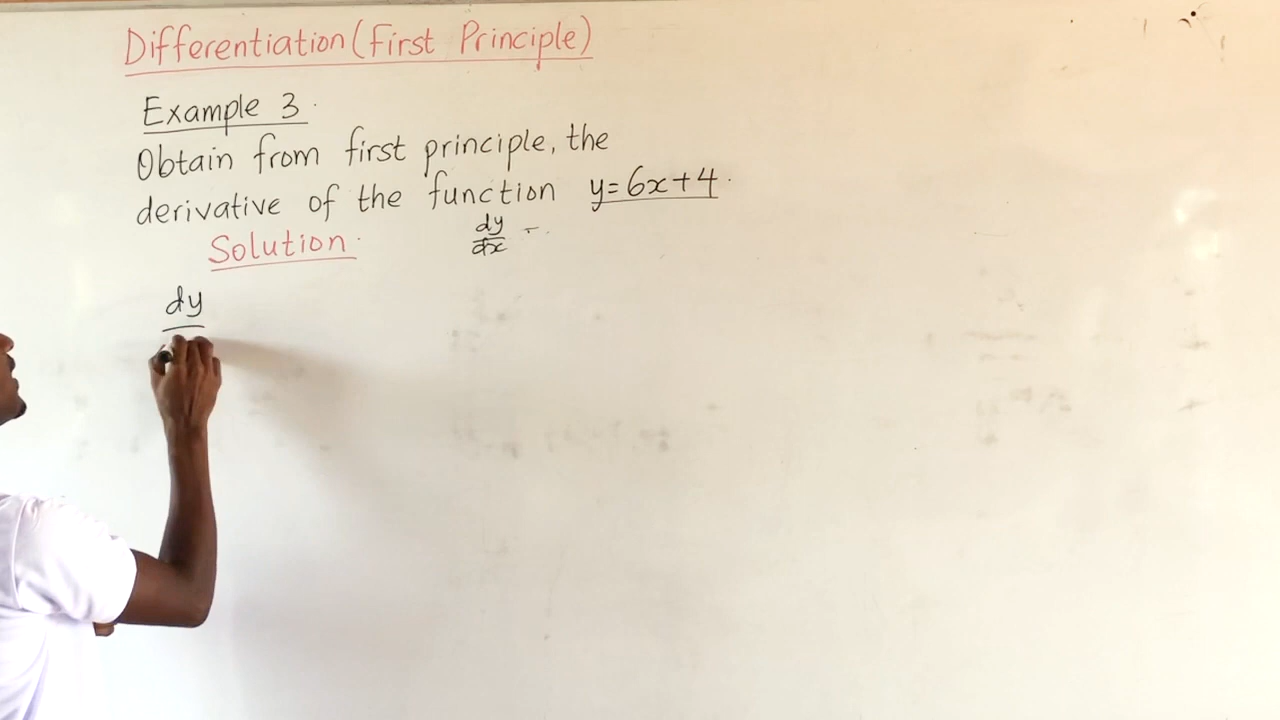 Differentiation (First Principle)
Example 3.
Obtain from first principle, the
derivative of the function y=6x+4.
Solution.
dy/dx =
dy